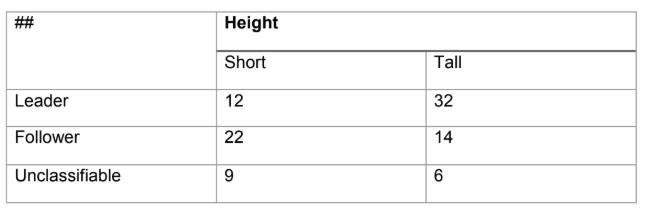 ## Height
Short Tall
Leader 12 32
Follower 22 14
Unclassifiable 9 6